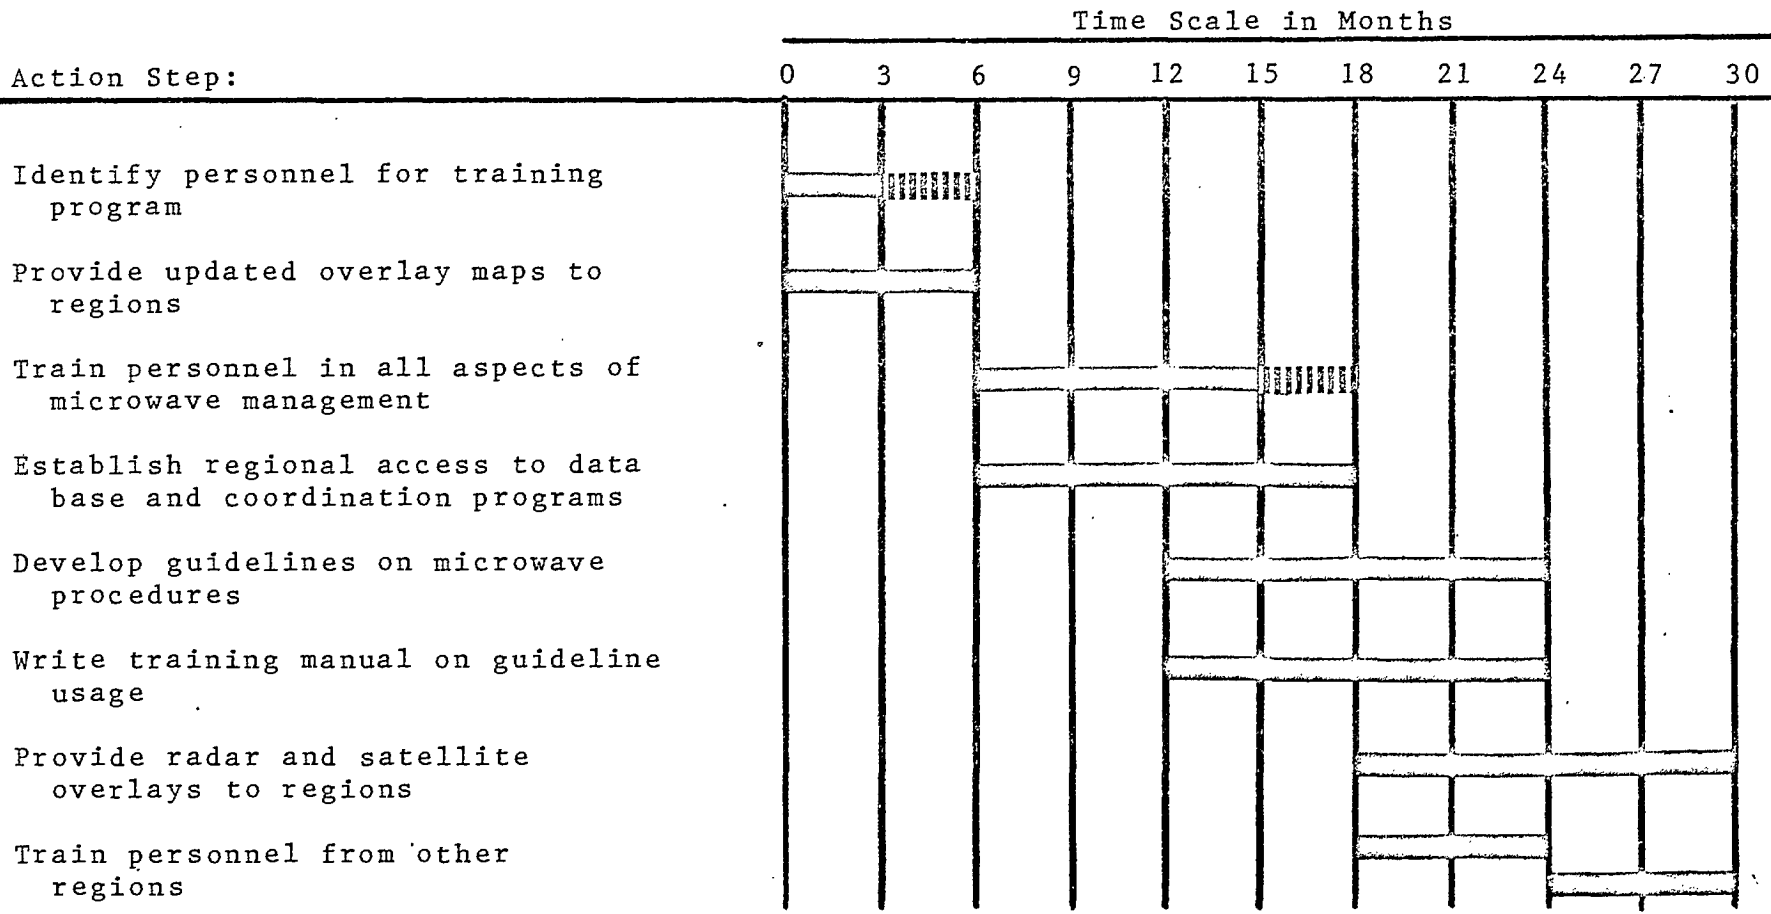 Time Scale in Months
Action Step: 0 3 6 9 12 15 18 21 24 27 30
Identify personnel for training
program
Provide updated overlay maps to
regions
Train personnel in all aspects of
microwave management
Establish regional access to data
base and coordination programs
Develop guidelines on microwave
procedures
Write training manual on guideline
usage
Provide radar and satellite
overlays to regions
Train personnel from other
regions